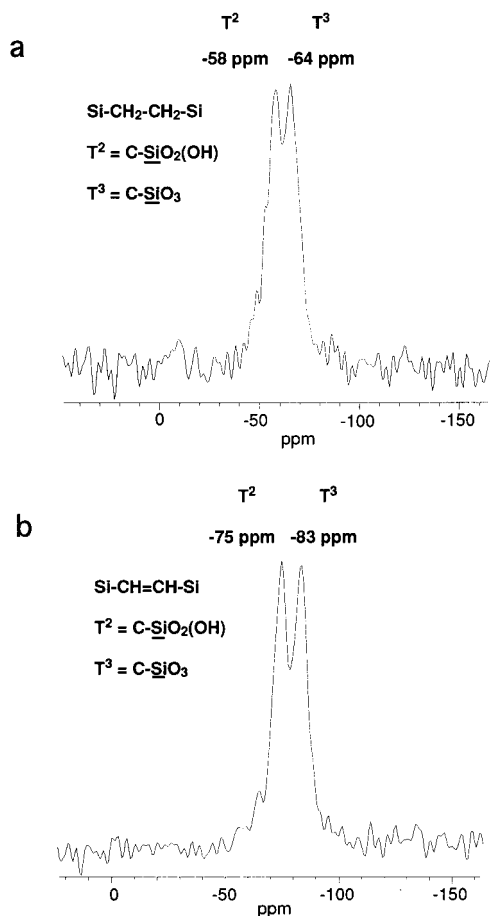 a
T² T³
-58 ppm -64 ppm
Si-CH₂-CH₂-Si
T² = C-SiO₂(OH)
T³ = C-SiO₃
0 -50 -100 -150
ppm
b
T² T³
-75 ppm -83 ppm
Si-CH=CH-Si
T² = C-SiO₂(OH)
T³ = C-SiO₃
0 -50 -100 -150
ppm